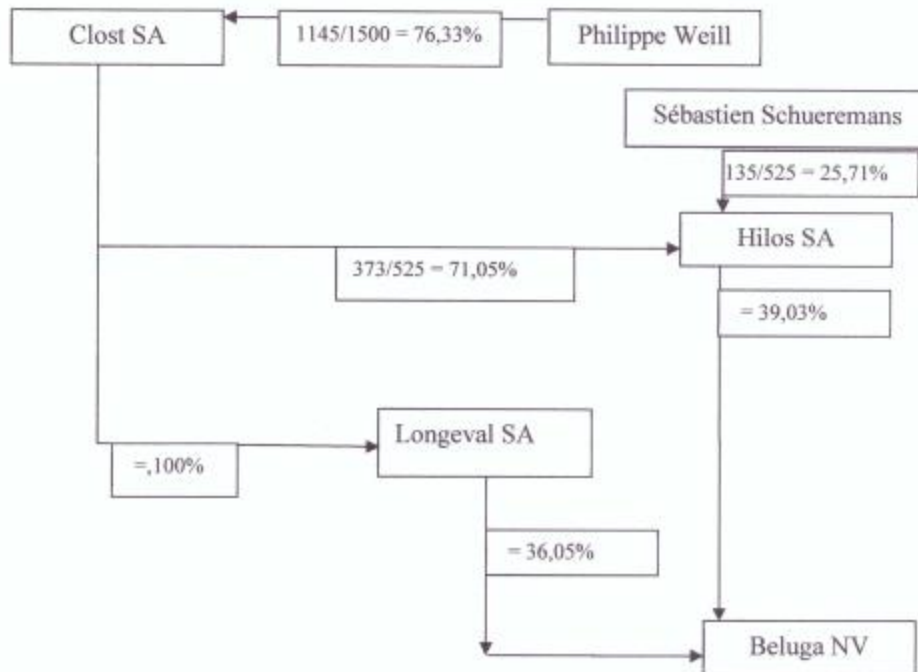 Clost SA
1145/1500 = 76,33%
Philippe Weill
Sébastien Schueremans
135/525 = 25,71%
Hilos SA
373/525 = 71,05%
= 39,03%
Longeval SA
=,100%
= 36,05%
Beluga NV